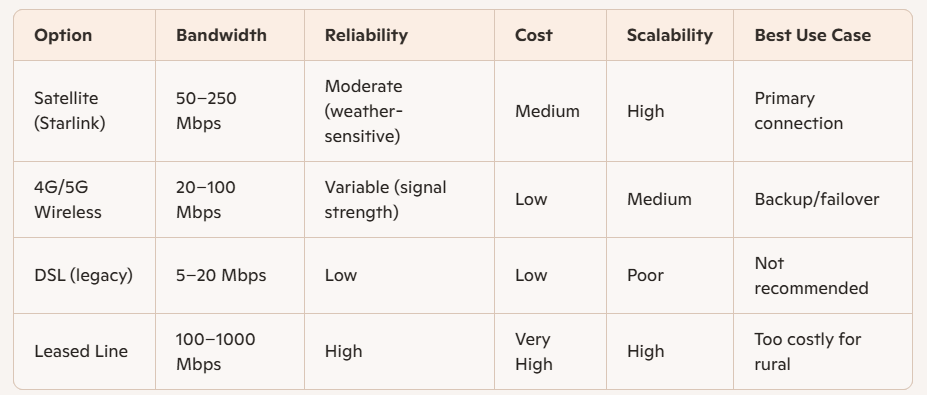 Option Bandwidth Reliability Cost Scalability Best Use Case
Satellite
(Starlink)
50–250
Mbps
Moderate
(weather-
sensitive)
Medium
High
Primary
connection
4G/5G
Wireless
20–100
Mbps
Variable (signal
strength)
Low
Medium
Backup/failover
DSL (legacy)
5–20 Mbps
Low
Low
Poor
Not
recommended
Leased Line
100–1000
Mbps
High
Very
High
High
Too costly for
rural